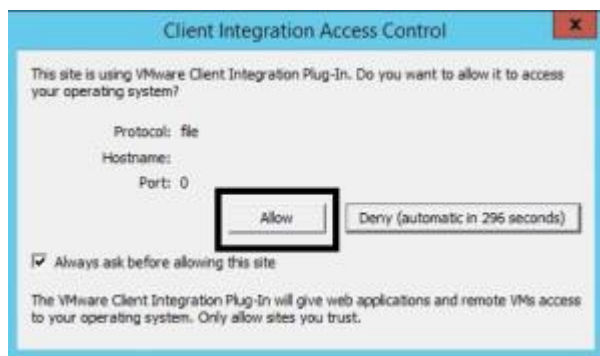 Client Integration Access Control
x
This site is using VMware Client Integration Plug-In. Do you want to allow it to access
your operating system?
Protocol: file
Hostname:
Port: 0
Allow
Deny (automatic in 296 seconds)
Always ask before allowing this site
The VMware Client Integration Plug-In will give web applications and remote VMs access
to your operating system. Only allow sites you trust.